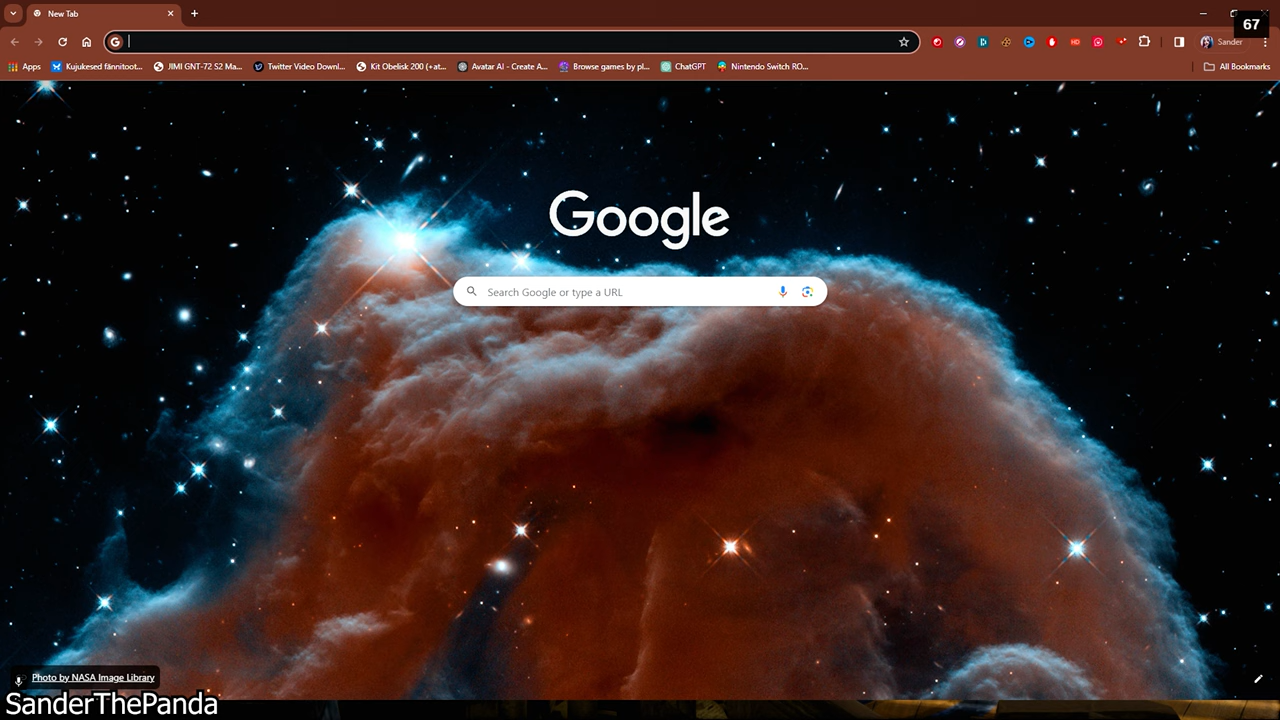 New Tab
67
Sander
Apps
Kujukesed fännitoot...
JIMI GNT-72 S2 Ma...
Twitter Video Downl...
Kit Obelisk 200 (+at...
Avatar AI - Create A...
Browse games by pl...
ChatGPT
Nintendo Switch RO...
All Bookmarks
Google
Search Google or type a URL
Photo by NASA Image Library
SanderThePanda